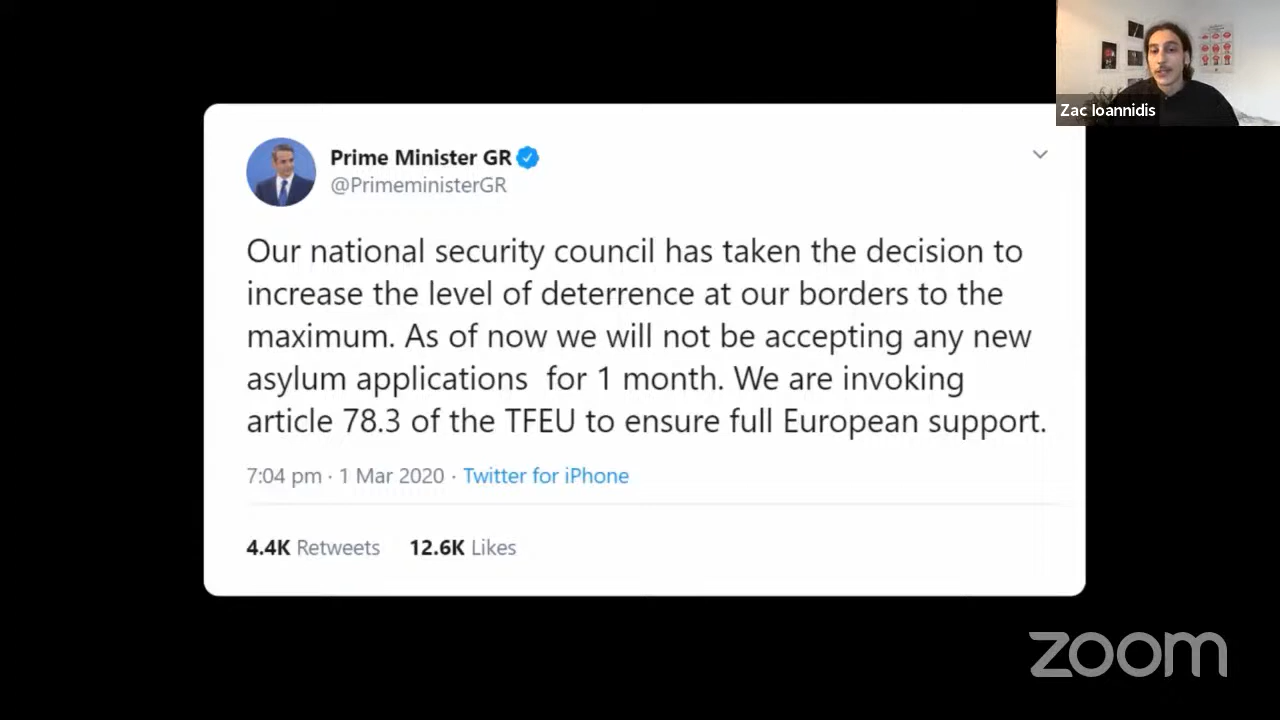 Zac Ioannidis
Prime Minister GR
@PrimeministerGR
Our national security council has taken the decision to
increase the level of deterrence at our borders to the
maximum. As of now we will not be accepting any new
asylum applications  for 1 month. We are invoking
article 78.3 of the TFEU to ensure full European support.
7:04 pm · 1 Mar 2020 · Twitter for iPhone
4.4K Retweets 12.6K Likes
zoom